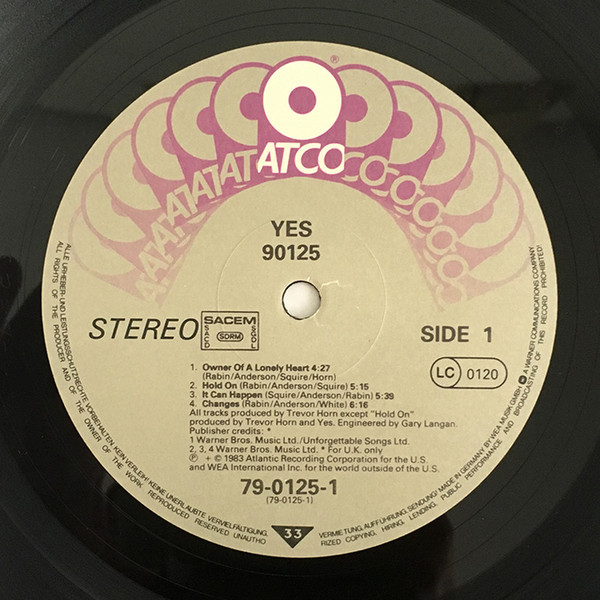 ®
ATCO
YES
90125
STEREO
SACEM
SACD
SDRM
SGDL
SIDE 1
LC 0120
1. Owner Of A Lonely Heart 4:27
(Rabin/Anderson/Squire/Horn)
2. Hold On (Rabin/Anderson/Squire) 5:15
3. It Can Happen (Squire/Anderson/Rabin) 5:39
4. Changes (Rabin/Anderson/White) 6:16
All tracks produced by Trevor Horn except "Hold On"
produced by Trevor Horn and Yes. Engineered by Gary Langan.
Publisher credits: *
1 Warner Bros. Music Ltd./Unforgettable Songs Ltd.
2, 3, 4 Warner Bros. Music Ltd. * For U.K. only
℗ + © 1983 Atlantic Recording Corporation for the U.S.
and WEA International Inc. for the world outside of the U.S.
79-0125-1
(79-0125-1)
33
ALLE URHEBER- UND LEISTUNGSSCHUTZRECHTE VORBEHALTEN. KEIN VERLEIH! KEINE UNERLAUBTE VERVIELFÄLTIGUNG,
VERMIETUNG, AUFFÜHRUNG, SENDUNG! MADE IN GERMANY BY WEA MUSIK GMBH A WARNER COMMUNICATIONS COMPANY
ALL RIGHTS OF THE PRODUCER AND OF THE OWNER OF THE WORK REPRODUCED RESERVED UNAUTHO
RIZED COPYING, HIRING, LENDING, PUBLIC PERFORMANCE AND BROADCASTING OF THIS RECORD PROHIBITED!